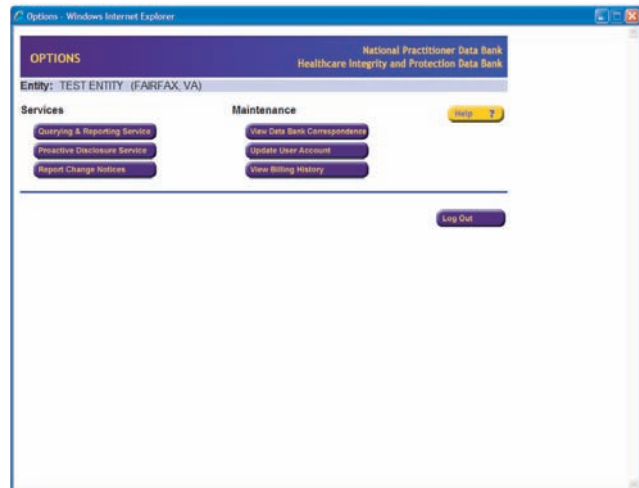 Options - Windows Internet Explorer
OPTIONS
National Practitioner Data Bank
Healthcare Integrity and Protection Data Bank
Entity: TEST ENTITY (FAIRFAX, VA)
Services
Maintenance
Help ?
Querying & Reporting Service
View Data Bank Correspondence
Proactive Disclosure Service
Update User Account
Report Change Notices
View Billing History
Log Out